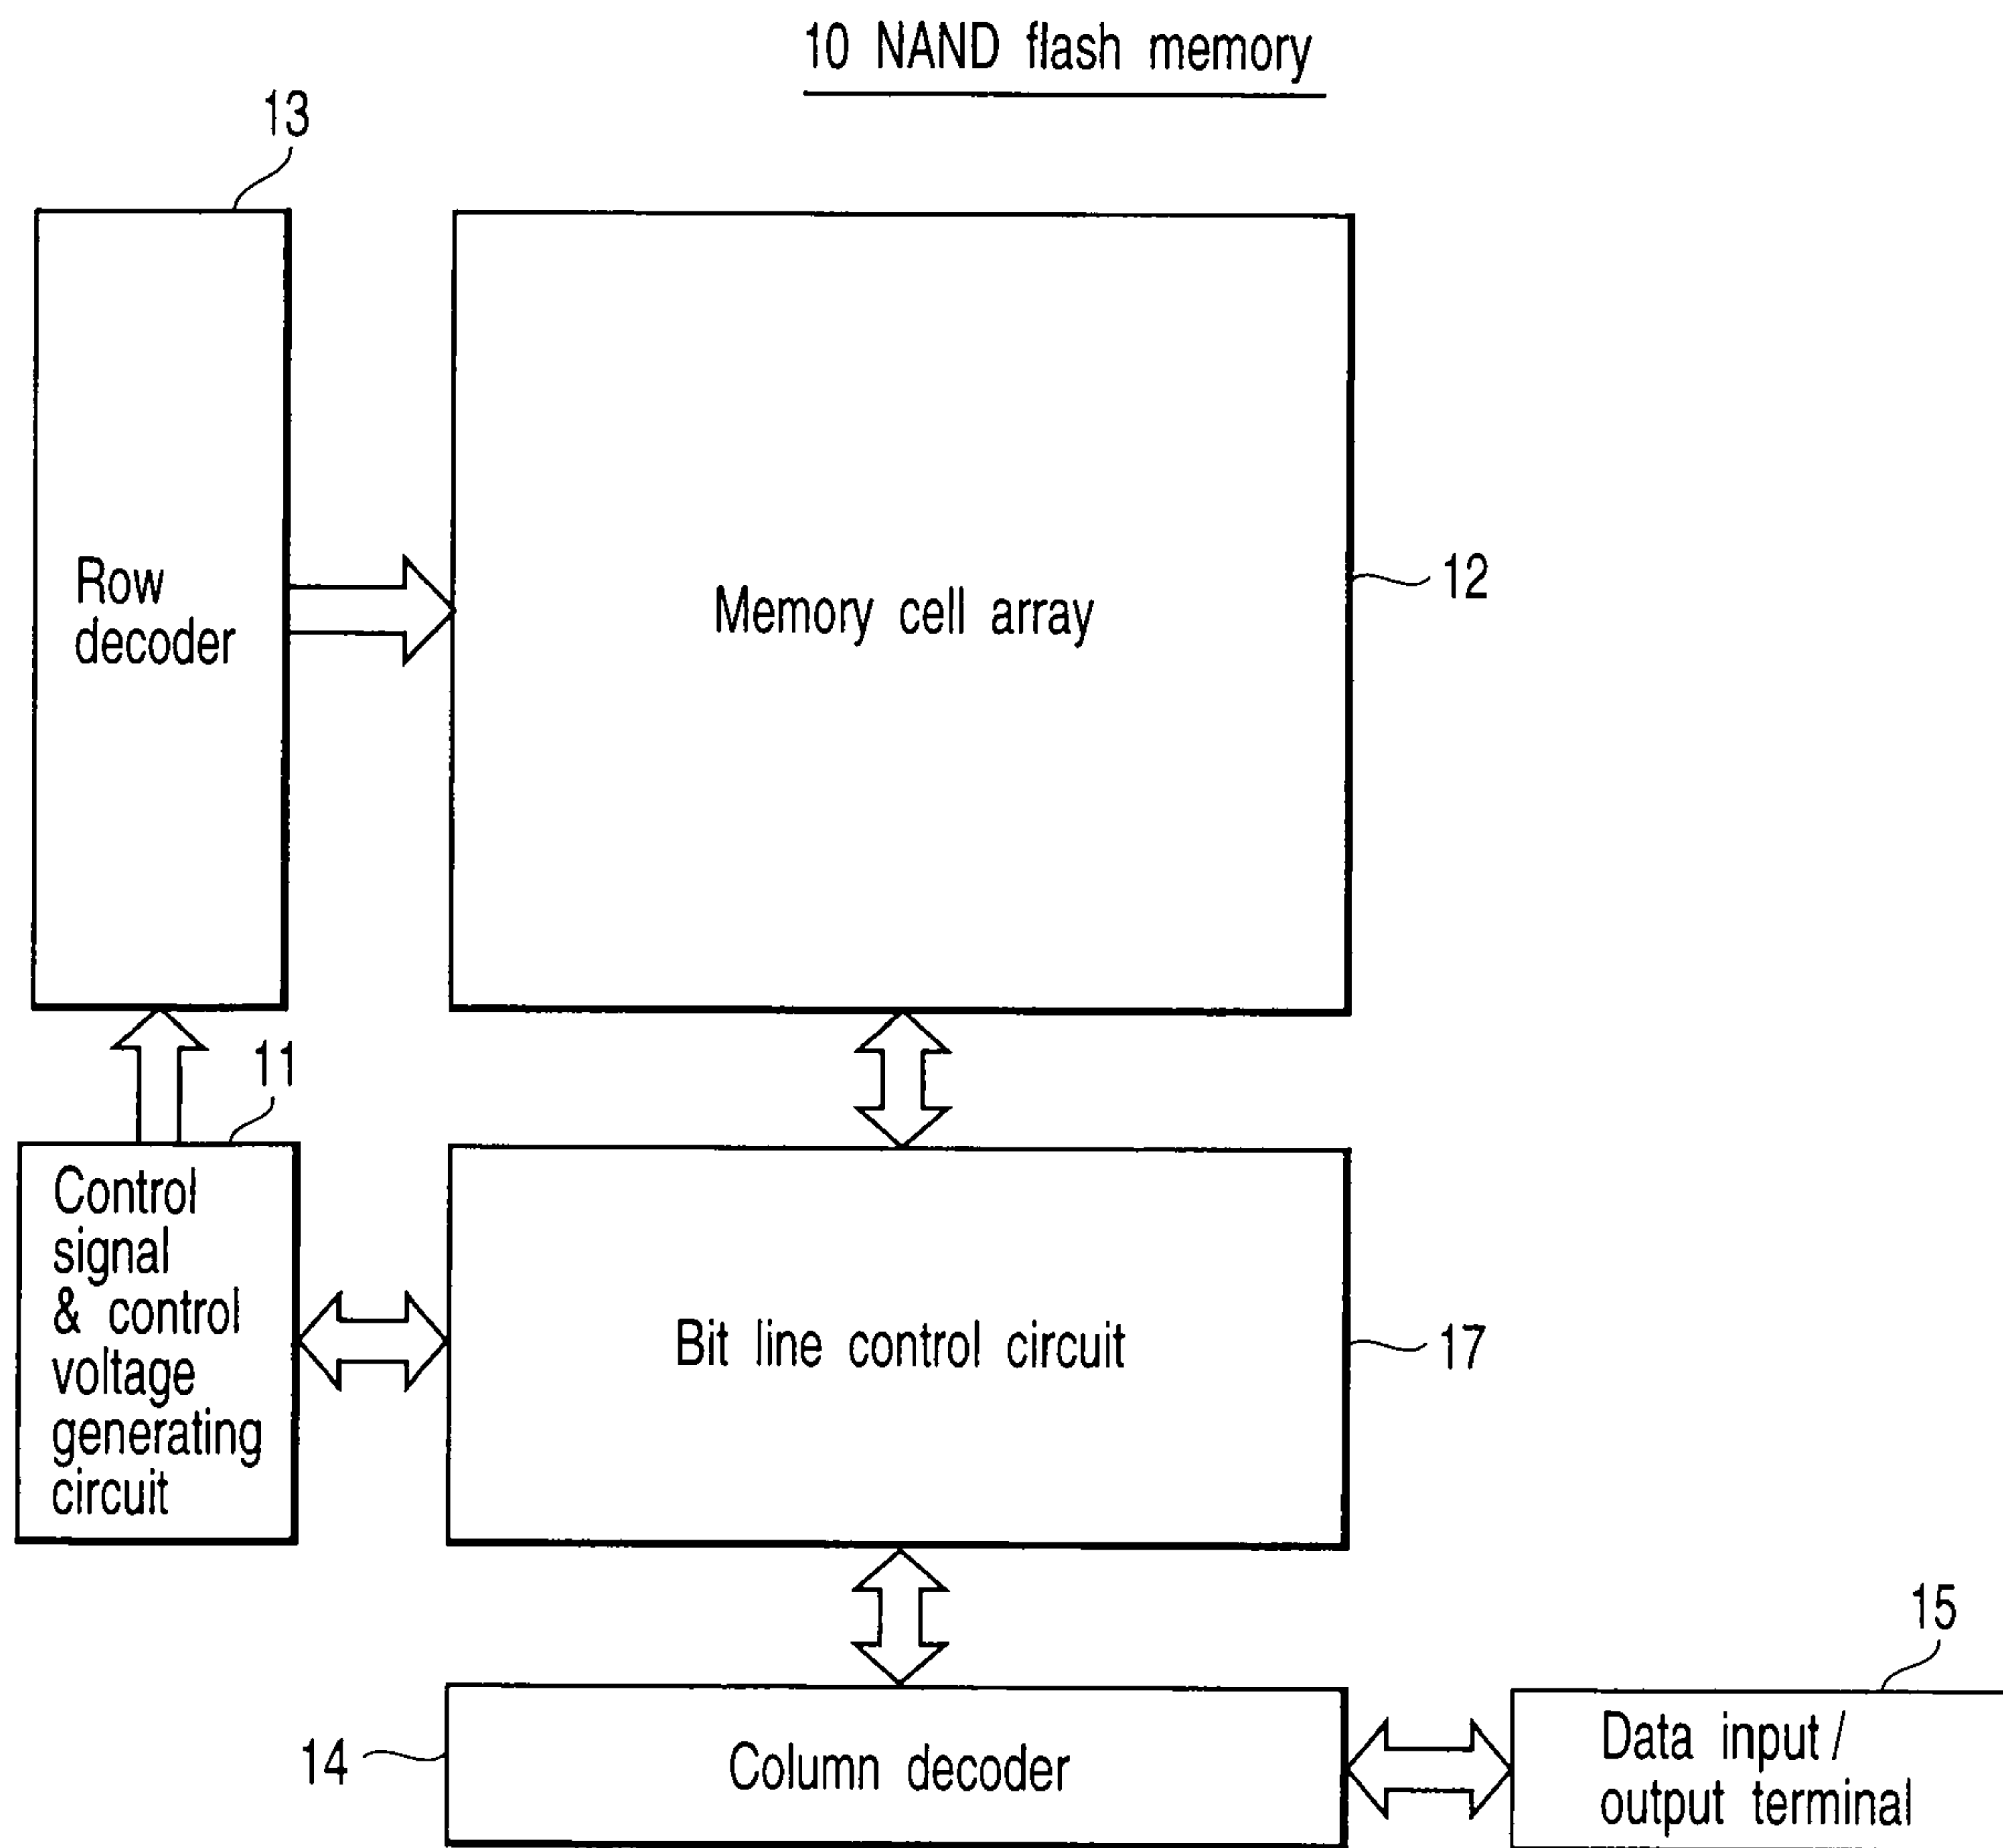 10 NAND flash memory
13
Row
decoder
Memory cell array
12
11
Control
signal
& control
voltage
generating
circuit
Bit line control circuit
17
15
14
Column decoder
Data input/
output terminal